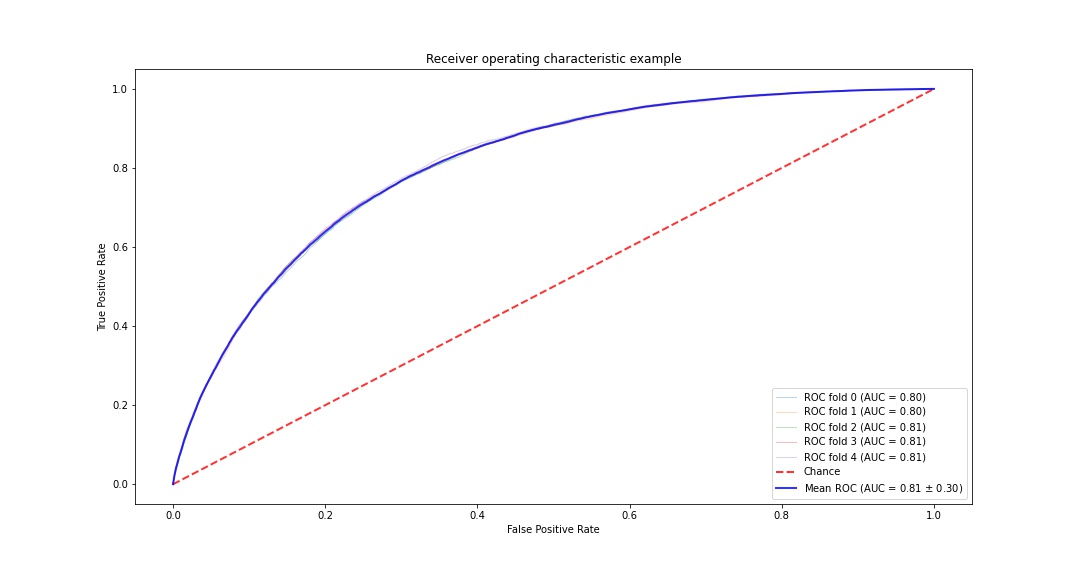 Receiver operating characteristic example
True Positive Rate
1.0
0.8
0.6
0.4
0.2
0.0
ROC fold 0 (AUC = 0.80)
ROC fold 1 (AUC = 0.80)
ROC fold 2 (AUC = 0.81)
ROC fold 3 (AUC = 0.81)
ROC fold 4 (AUC = 0.81)
Chance
Mean ROC (AUC = 0.81 ± 0.30)
0.0 0.2 0.4 0.6 0.8 1.0
False Positive Rate